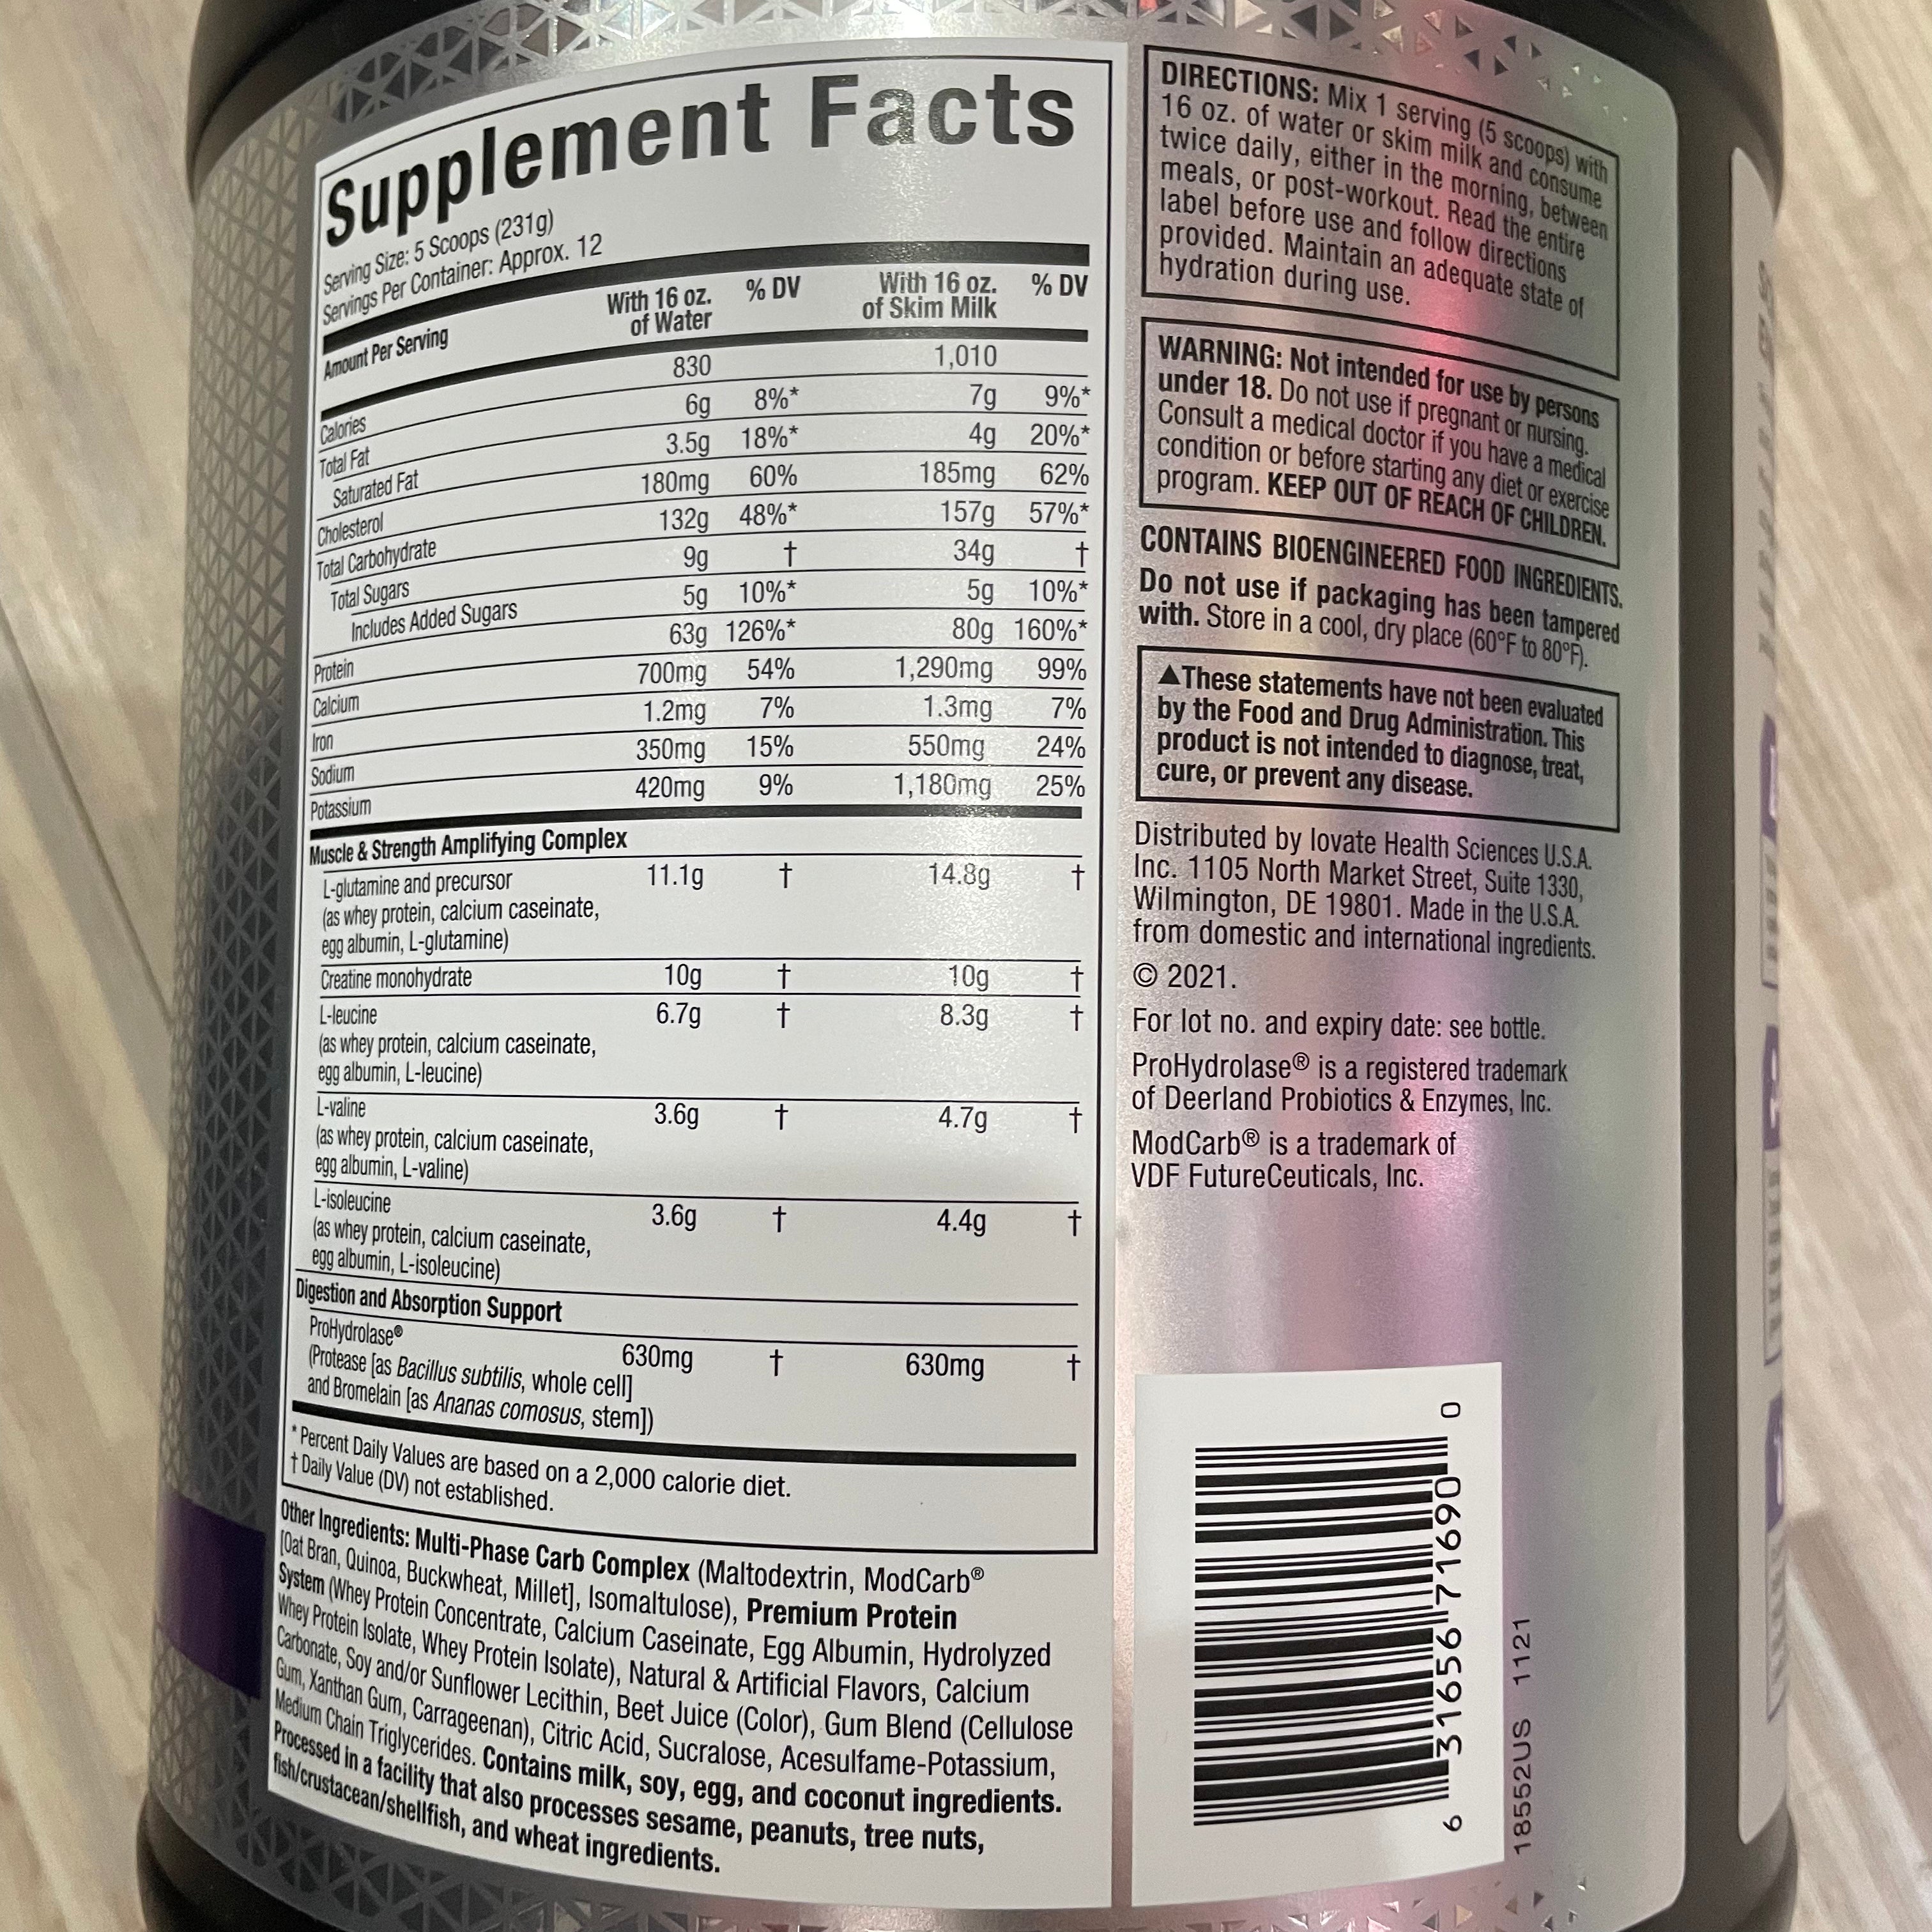 Supplement Facts
Serving Size: 5 Scoops (231g)
Servings Per Container: Approx. 12
Amount Per Serving With 16 oz. of Water % DV With 16 oz. of Skim Milk % DV
Calories 830 1,010
Total Fat 6g 8%* 7g 9%*
Saturated Fat 3.5g 18%* 4g 20%*
Cholesterol 180mg 60% 185mg 62%
Total Carbohydrate 132g 48%* 157g 57%*
Total Sugars 9g † 34g †
Includes Added Sugars 5g 10%* 5g 10%*
Protein 63g 126%* 80g 160%*
Calcium 700mg 54% 1,290mg 99%
Iron 1.2mg 7% 1.3mg 7%
Sodium 350mg 15% 550mg 24%
Potassium 420mg 9% 1,180mg 25%
Muscle & Strength Amplifying Complex
L-glutamine and precursor 11.1g † 14.8g †
(as whey protein, calcium caseinate,
egg albumin, L-glutamine)
Creatine monohydrate 10g † 10g †
L-leucine 6.7g † 8.3g †
(as whey protein, calcium caseinate,
egg albumin, L-leucine)
L-valine 3.6g † 4.7g †
(as whey protein, calcium caseinate,
egg albumin, L-valine)
L-isoleucine 3.6g † 4.4g †
(as whey protein, calcium caseinate,
egg albumin, L-isoleucine)
Digestion and Absorption Support
ProHydrolase® 630mg † 630mg †
(Protease [as Bacillus subtilis, whole cell]
and Bromelain [as Ananas comosus, stem])
* Percent Daily Values are based on a 2,000 calorie diet.
† Daily Value (DV) not established.
Other Ingredients: Multi-Phase Carb Complex (Maltodextrin, ModCarb®
[Oat Bran, Quinoa, Buckwheat, Millet], Isomaltulose), Premium Protein
System (Whey Protein Concentrate, Calcium Caseinate, Egg Albumin, Hydrolyzed
Whey Protein Isolate, Whey Protein Isolate), Natural & Artificial Flavors, Calcium
Carbonate, Soy and/or Sunflower Lecithin, Beet Juice (Color), Gum Blend (Cellulose
Gum, Xanthan Gum, Carrageenan), Citric Acid, Sucralose, Acesulfame-Potassium,
Medium Chain Triglycerides. Contains milk, soy, egg, and coconut ingredients.
Processed in a facility that also processes sesame, peanuts, tree nuts,
fish/crustacean/shellfish, and wheat ingredients.
DIRECTIONS: Mix 1 serving (5 scoops) with
16 oz. of water or skim milk and consume
twice daily, either in the morning, between
meals, or post-workout. Read the entire
label before use and follow directions
provided. Maintain an adequate state of
hydration during use.
WARNING: Not intended for use by persons
under 18. Do not use if pregnant or nursing.
Consult a medical doctor if you have a medical
condition or before starting any diet or exercise
program. KEEP OUT OF REACH OF CHILDREN.
CONTAINS BIOENGINEERED FOOD INGREDIENTS.
Do not use if packaging has been tampered
with. Store in a cool, dry place (60°F to 80°F).
▲These statements have not been evaluated
by the Food and Drug Administration. This
product is not intended to diagnose, treat,
cure, or prevent any disease.
Distributed by Iovate Health Sciences U.S.A.
Inc. 1105 North Market Street, Suite 1330,
Wilmington, DE 19801. Made in the U.S.A.
from domestic and international ingredients.
© 2021.
For lot no. and expiry date: see bottle.
ProHydrolase® is a registered trademark
of Deerland Probiotics & Enzymes, Inc.
ModCarb® is a trademark of
VDF FutureCeuticals, Inc.
6 31656 71690 0
18552US 1121